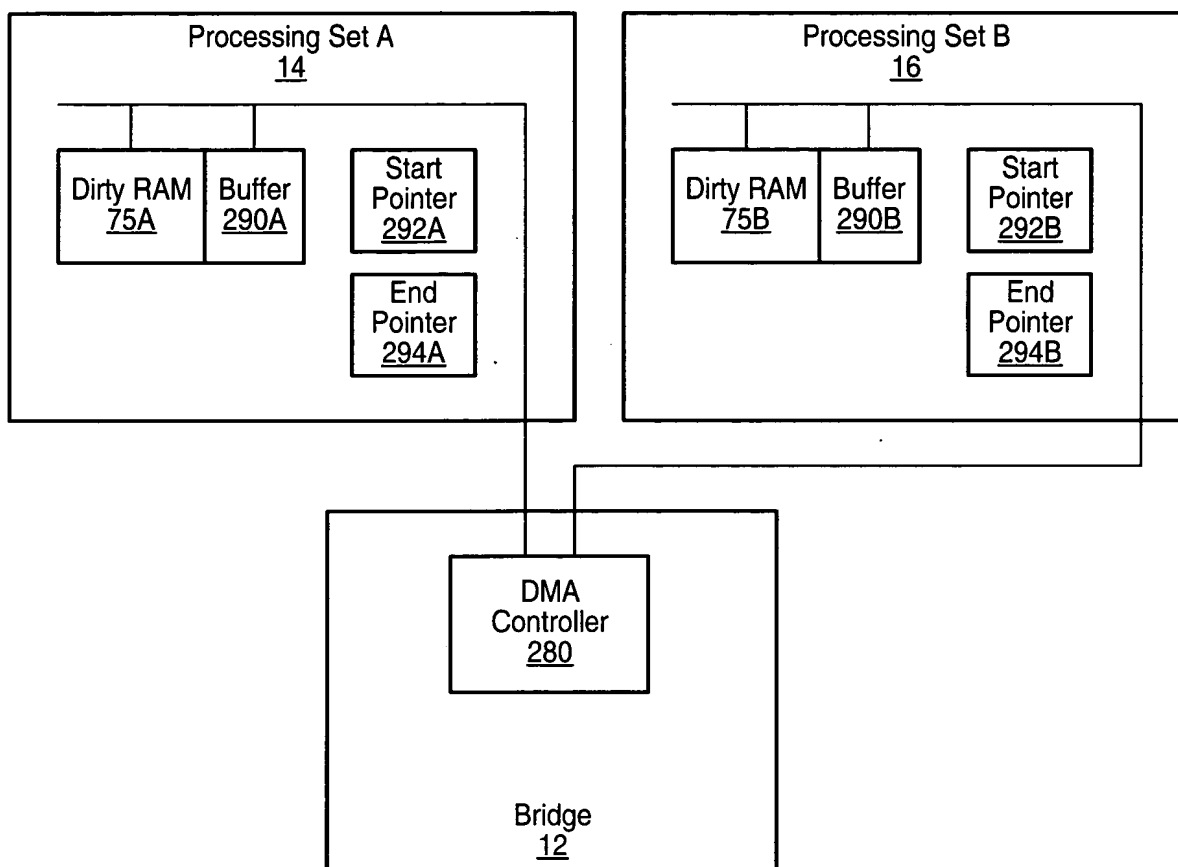 Processing Set A
14
Dirty RAM
75A
Buffer
290A
Start
Pointer
292A
End
Pointer
294A
Processing Set B
16
Dirty RAM
75B
Buffer
290B
Start
Pointer
292B
End
Pointer
294B
DMA
Controller
280
Bridge
12